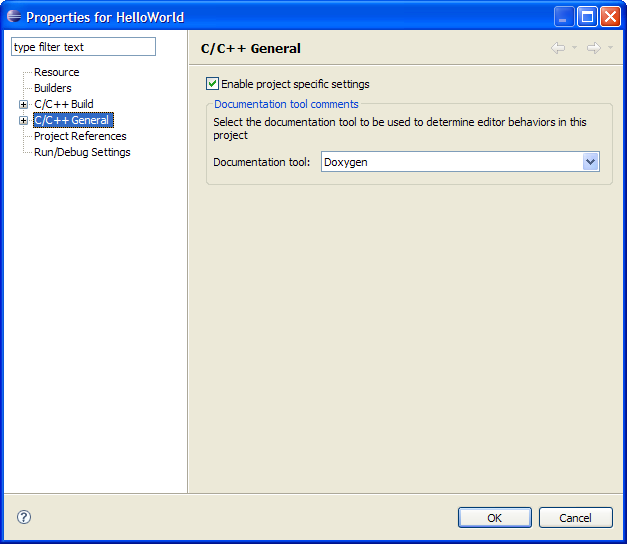 Properties for HelloWorld
type filter text
Resource
Builders
C/C++ Build
C/C++ General
Project References
Run/Debug Settings
C/C++ General
Enable project specific settings
Documentation tool comments
Select the documentation tool to be used to determine editor behaviors in this
project
Documentation tool: Doxygen
? OK Cancel